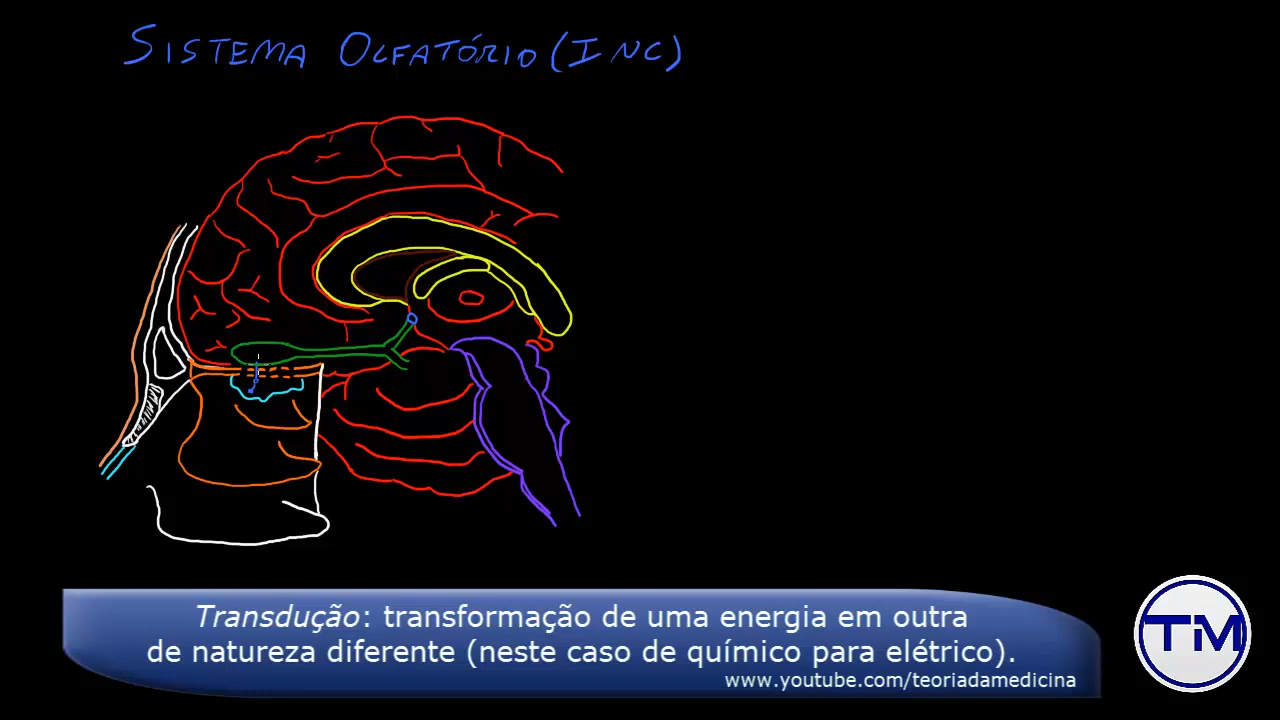 SISTEMA OLFATÓRIO (I NC)
Transdução: transformação de uma energia em outra
de natureza diferente (neste caso de químico para elétrico).
www.youtube.com/teoriadamedicina
TM